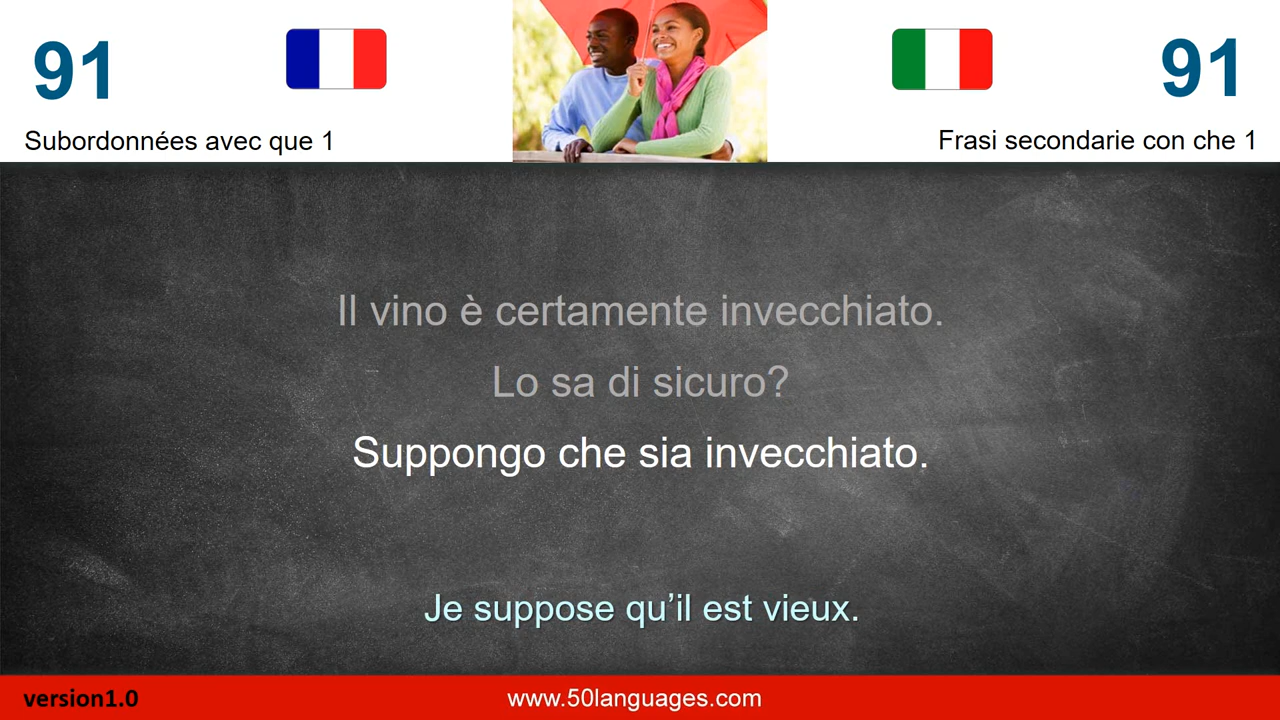 91
91
Subordonnées avec que 1
Frasi secondarie con che 1
Il vino è certamente invecchiato.
Lo sa di sicuro?
Suppongo che sia invecchiato.
Je suppose qu’il est vieux.
version1.0
www.50languages.com